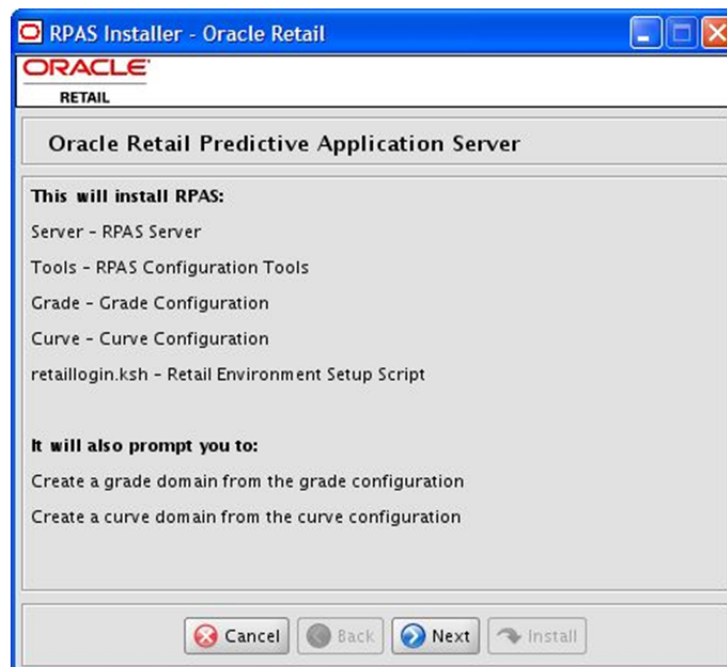 RPAS Installer - Oracle Retail
ORACLE
RETAIL
Oracle Retail Predictive Application Server
This will install RPAS:
Server - RPAS Server
Tools - RPAS Configuration Tools
Grade - Grade Configuration
Curve - Curve Configuration
retaillogin.ksh - Retail Environment Setup Script
It will also prompt you to:
Create a grade domain from the grade configuration
Create a curve domain from the curve configuration
Cancel Back Next Install